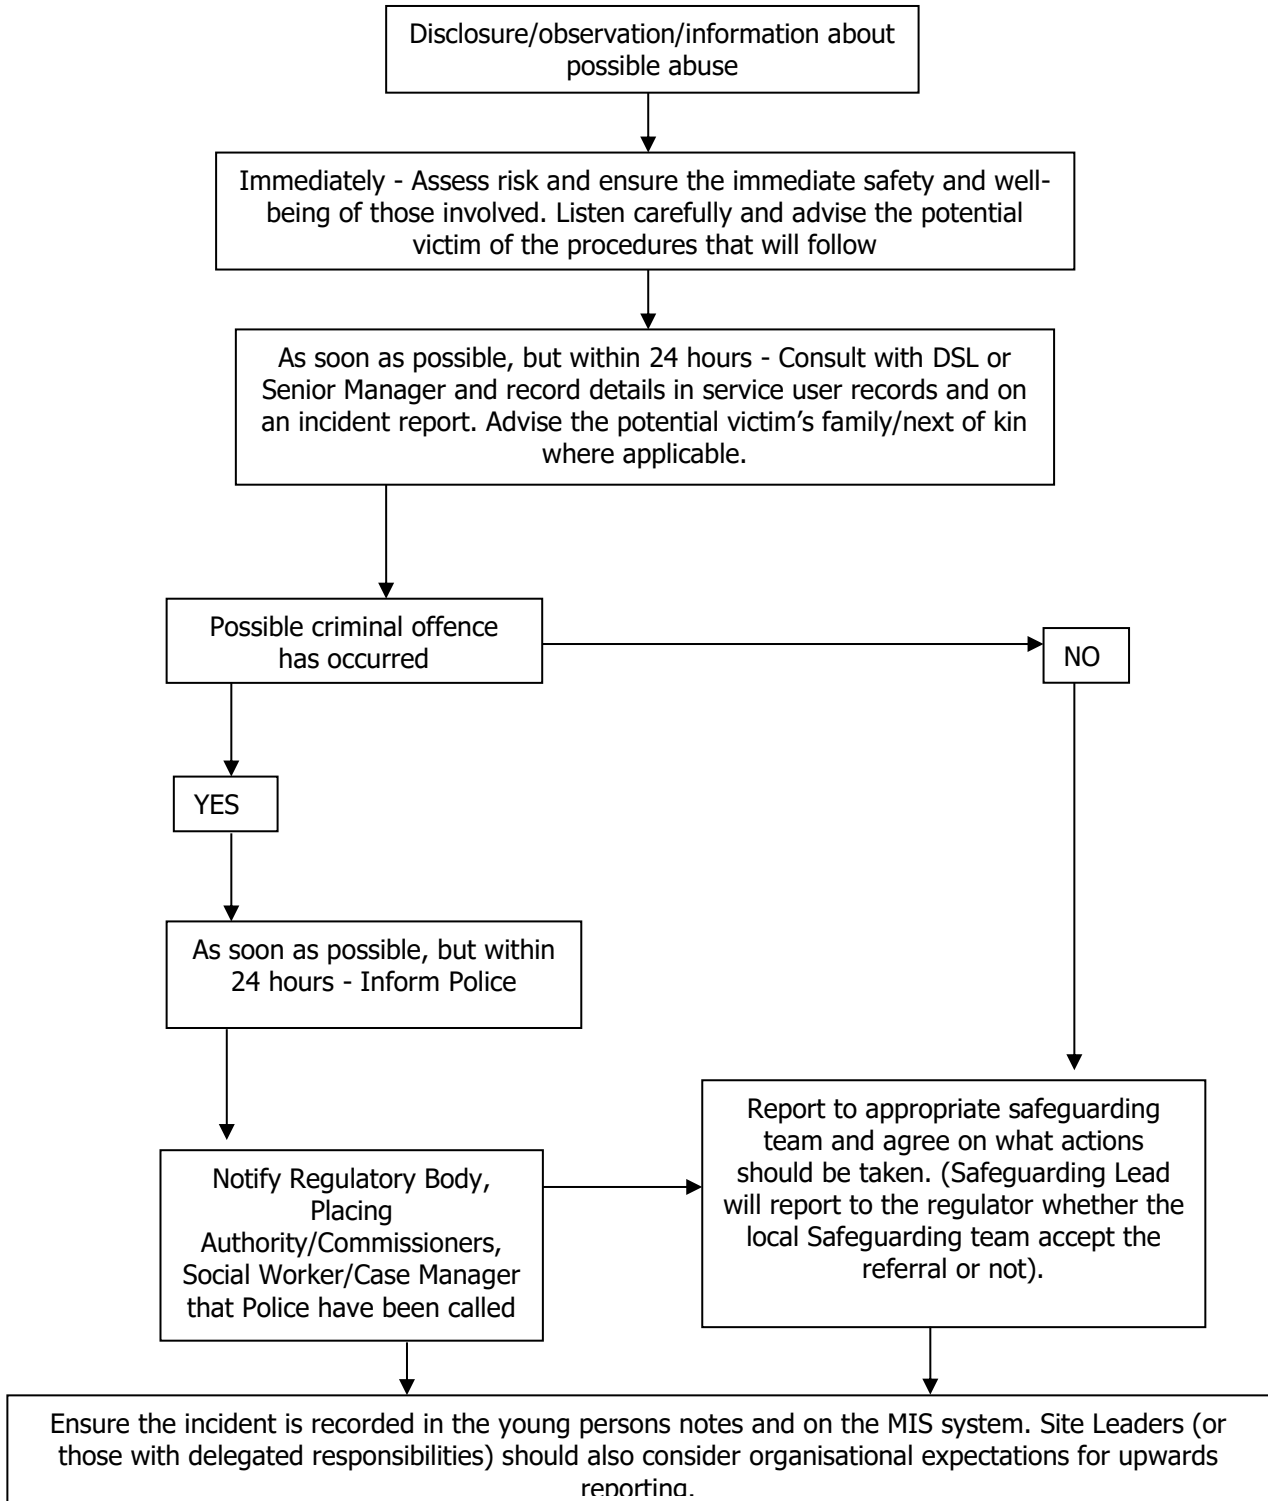 Disclosure/observation/information about
possible abuse
Immediately - Assess risk and ensure the immediate safety and well-
being of those involved. Listen carefully and advise the potential
victim of the procedures that will follow
As soon as possible, but within 24 hours - Consult with DSL or
Senior Manager and record details in service user records and on
an incident report. Advise the potential victim’s family/next of kin
where applicable.
Possible criminal offence
has occurred
NO
YES
As soon as possible, but within
24 hours - Inform Police
Notify Regulatory Body,
Placing
Authority/Commissioners,
Social Worker/Case Manager
that Police have been called
Report to appropriate safeguarding
team and agree on what actions
should be taken. (Safeguarding Lead
will report to the regulator whether the
local Safeguarding team accept the
referral or not).
Ensure the incident is recorded in the young persons notes and on the MIS system. Site Leaders (or
those with delegated responsibilities) should also consider organisational expectations for upwards
reporting.